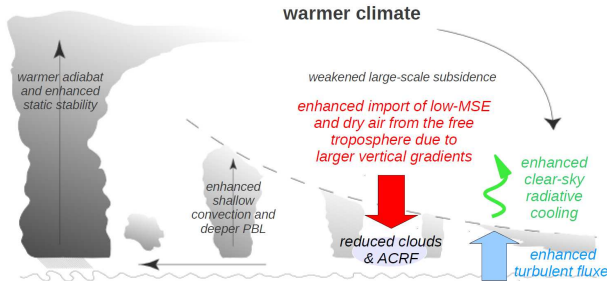 warmer climate
warmer adiabat
and enhanced
static stability
weakened large-scale subsidence
enhanced import of low-MSE
and dry air from the free
troposphere due to
larger vertical gradients
enhanced
clear-sky
radiative
cooling
enhanced
shallow
convection and
deeper PBL
reduced clouds
& ACRF
enhanced
turbulent fluxe